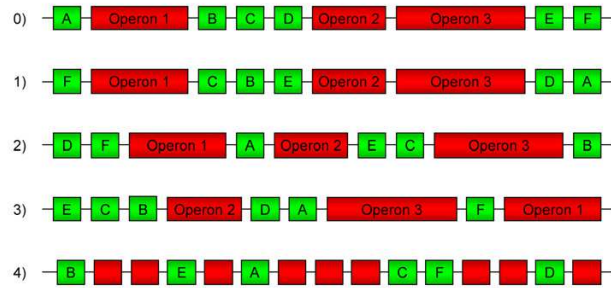 0) A Operon 1 B C D Operon 2 Operon 3 E F
1) F Operon 1 C B E Operon 2 Operon 3 D A
2) D F Operon 1 A Operon 2 E C Operon 3 B
3) E C B Operon 2 D A Operon 3 F Operon 1
4) B E A C F D